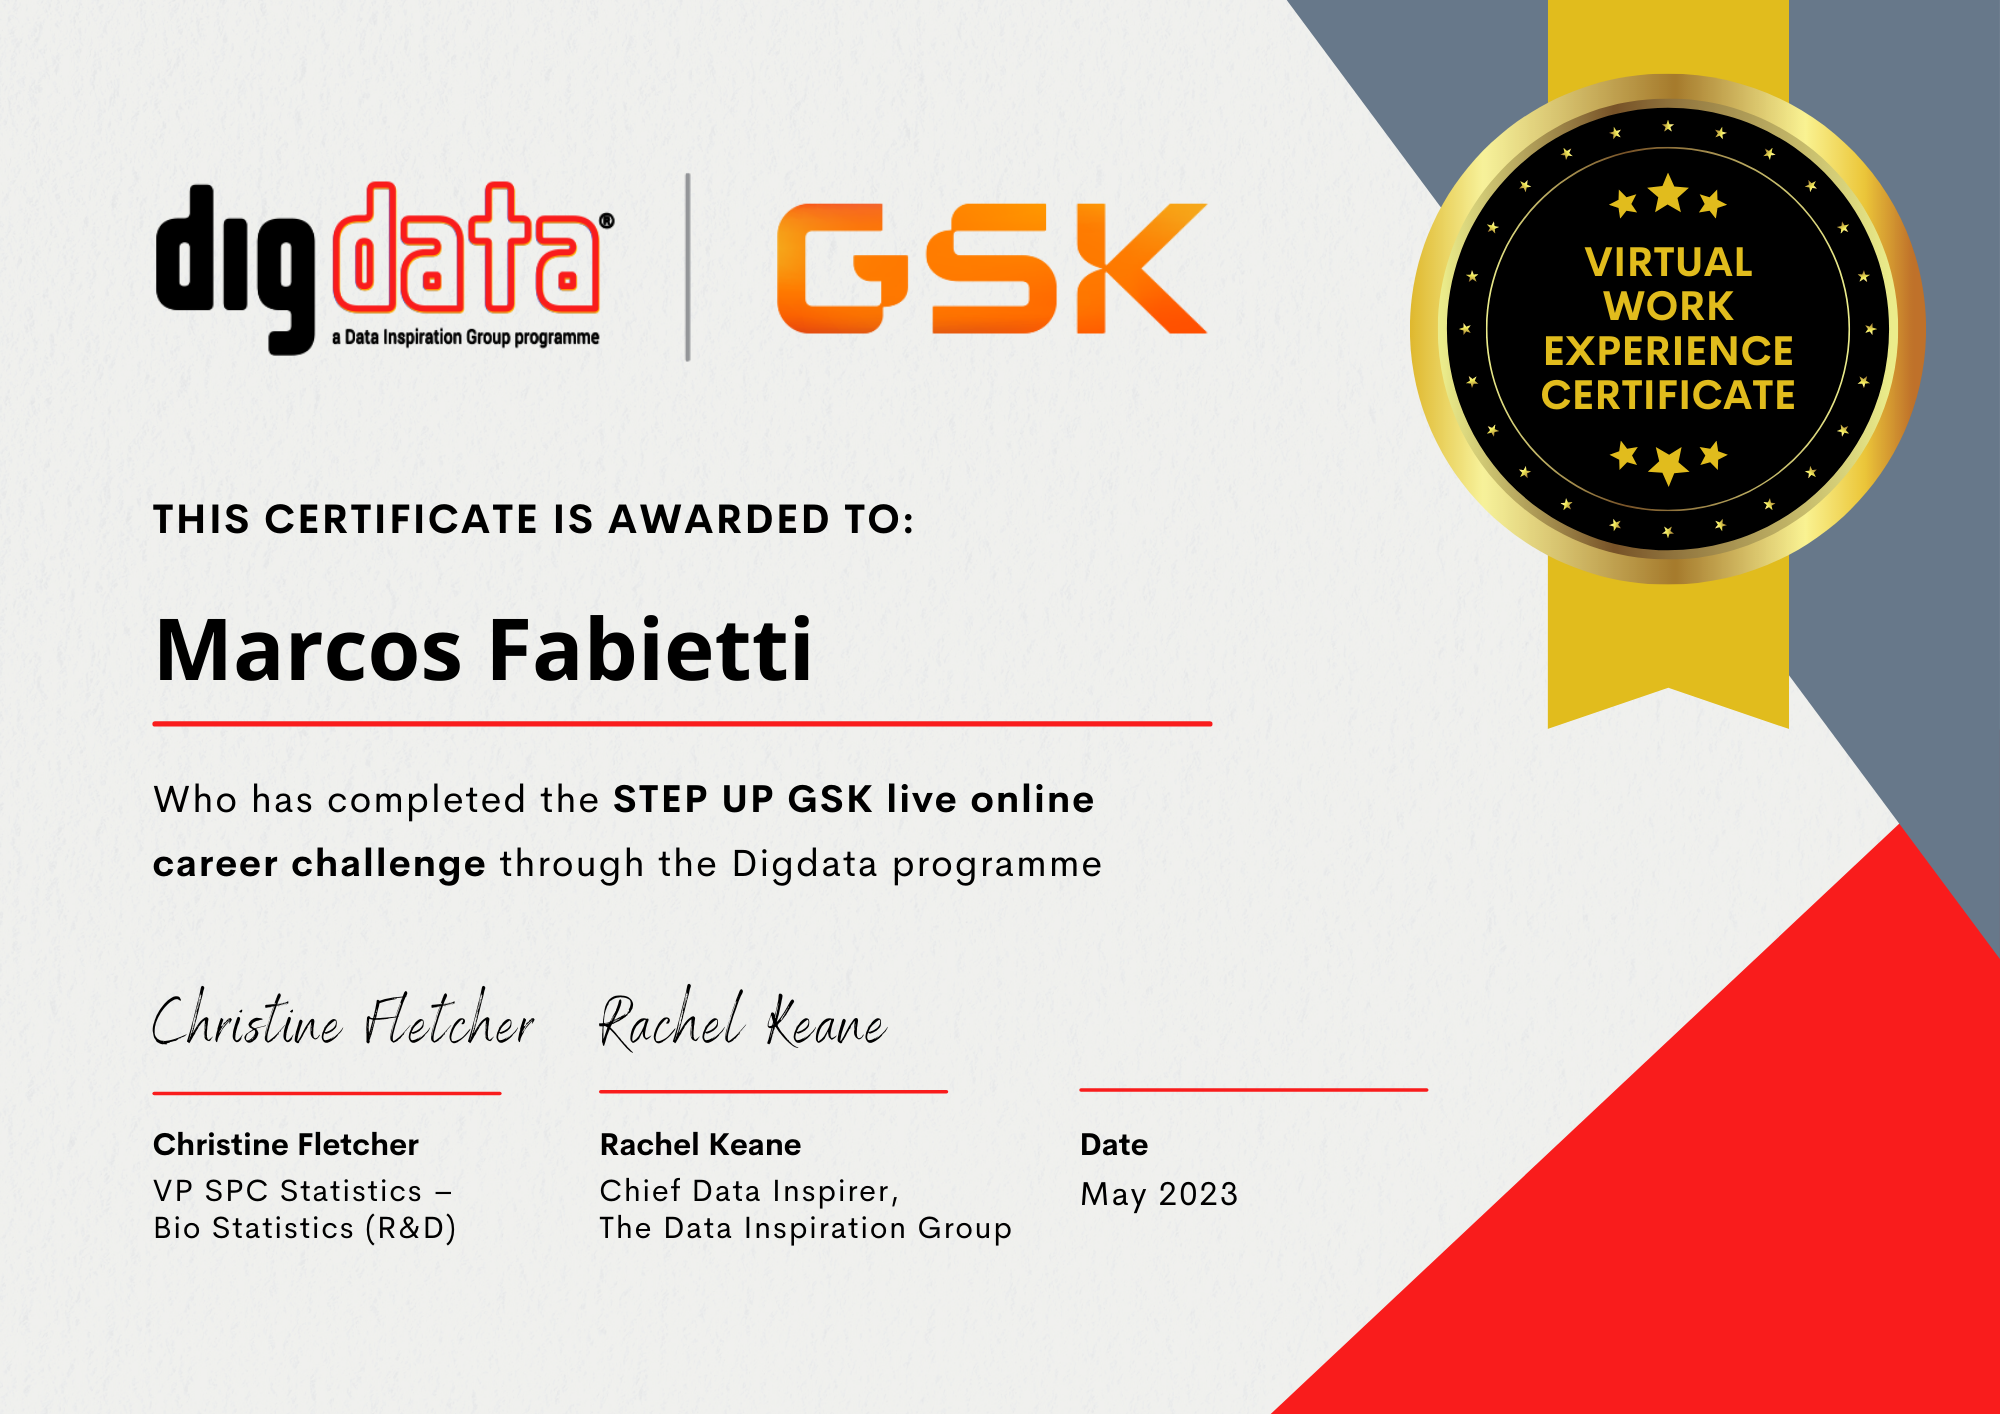 digdata®
a Data Inspiration Group programme
GSK
VIRTUAL
WORK
EXPERIENCE
CERTIFICATE
THIS CERTIFICATE IS AWARDED TO:
Marcos Fabietti
Who has completed the STEP UP GSK live online
career challenge through the Digdata programme
Christine Fletcher
Rachel Keane
Christine Fletcher
VP SPC Statistics –
Bio Statistics (R&D)
Rachel Keane
Chief Data Inspirer,
The Data Inspiration Group
Date
May 2023